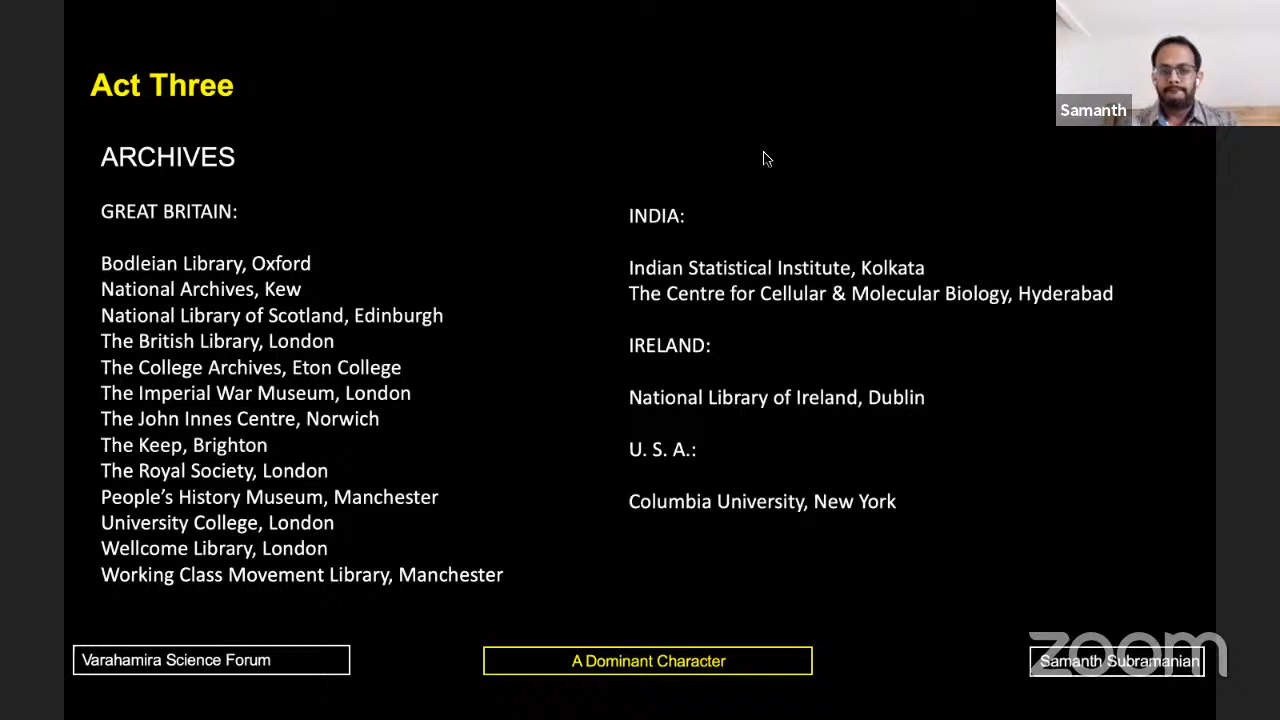 Act Three
Samanth
ARCHIVES
GREAT BRITAIN:
Bodleian Library, Oxford
National Archives, Kew
National Library of Scotland, Edinburgh
The British Library, London
The College Archives, Eton College
The Imperial War Museum, London
The John Innes Centre, Norwich
The Keep, Brighton
The Royal Society, London
People’s History Museum, Manchester
University College, London
Wellcome Library, London
Working Class Movement Library, Manchester
INDIA:
Indian Statistical Institute, Kolkata
The Centre for Cellular & Molecular Biology, Hyderabad
IRELAND:
National Library of Ireland, Dublin
U. S. A.:
Columbia University, New York
Varahamira Science Forum
A Dominant Character
Samanth Subramanian
zoom